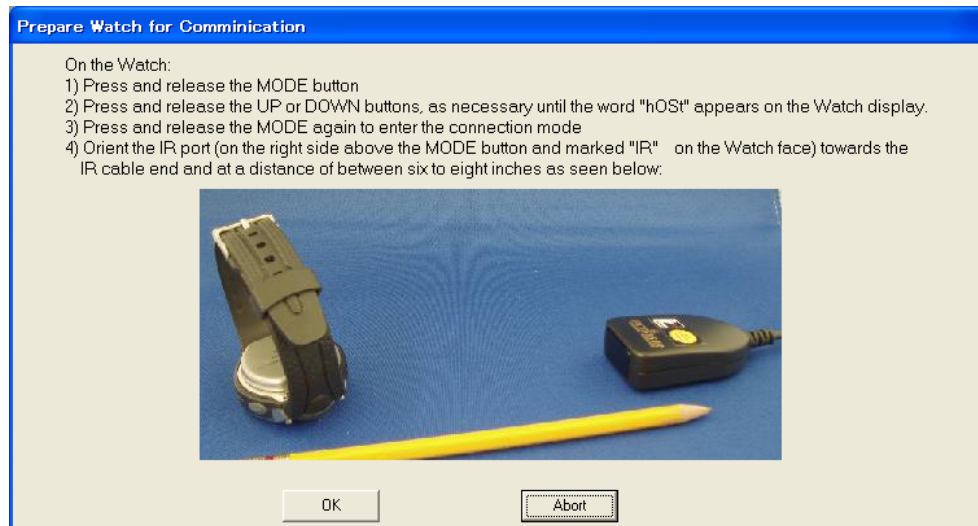 Prepare Watch for Comminication
On the Watch:
1) Press and release the MODE button
2) Press and release the UP or DOWN buttons, as necessary until the word "hOSt" appears on the Watch display.
3) Press and release the MODE again to enter the connection mode
4) Orient the IR port (on the right side above the MODE button and marked "IR" on the Watch face) towards the
IR cable end and at a distance of between six to eight inches as seen below:
OK
Abort